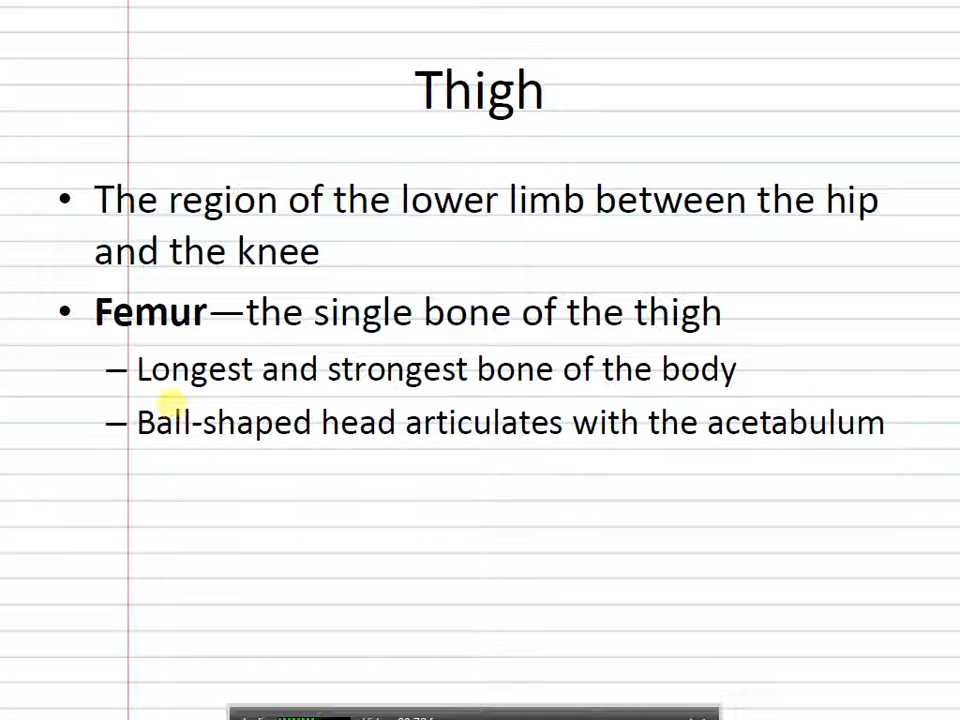 Thigh
• The region of the lower limb between the hip
and the knee
• Femur—the single bone of the thigh
– Longest and strongest bone of the body
– Ball-shaped head articulates with the acetabulum